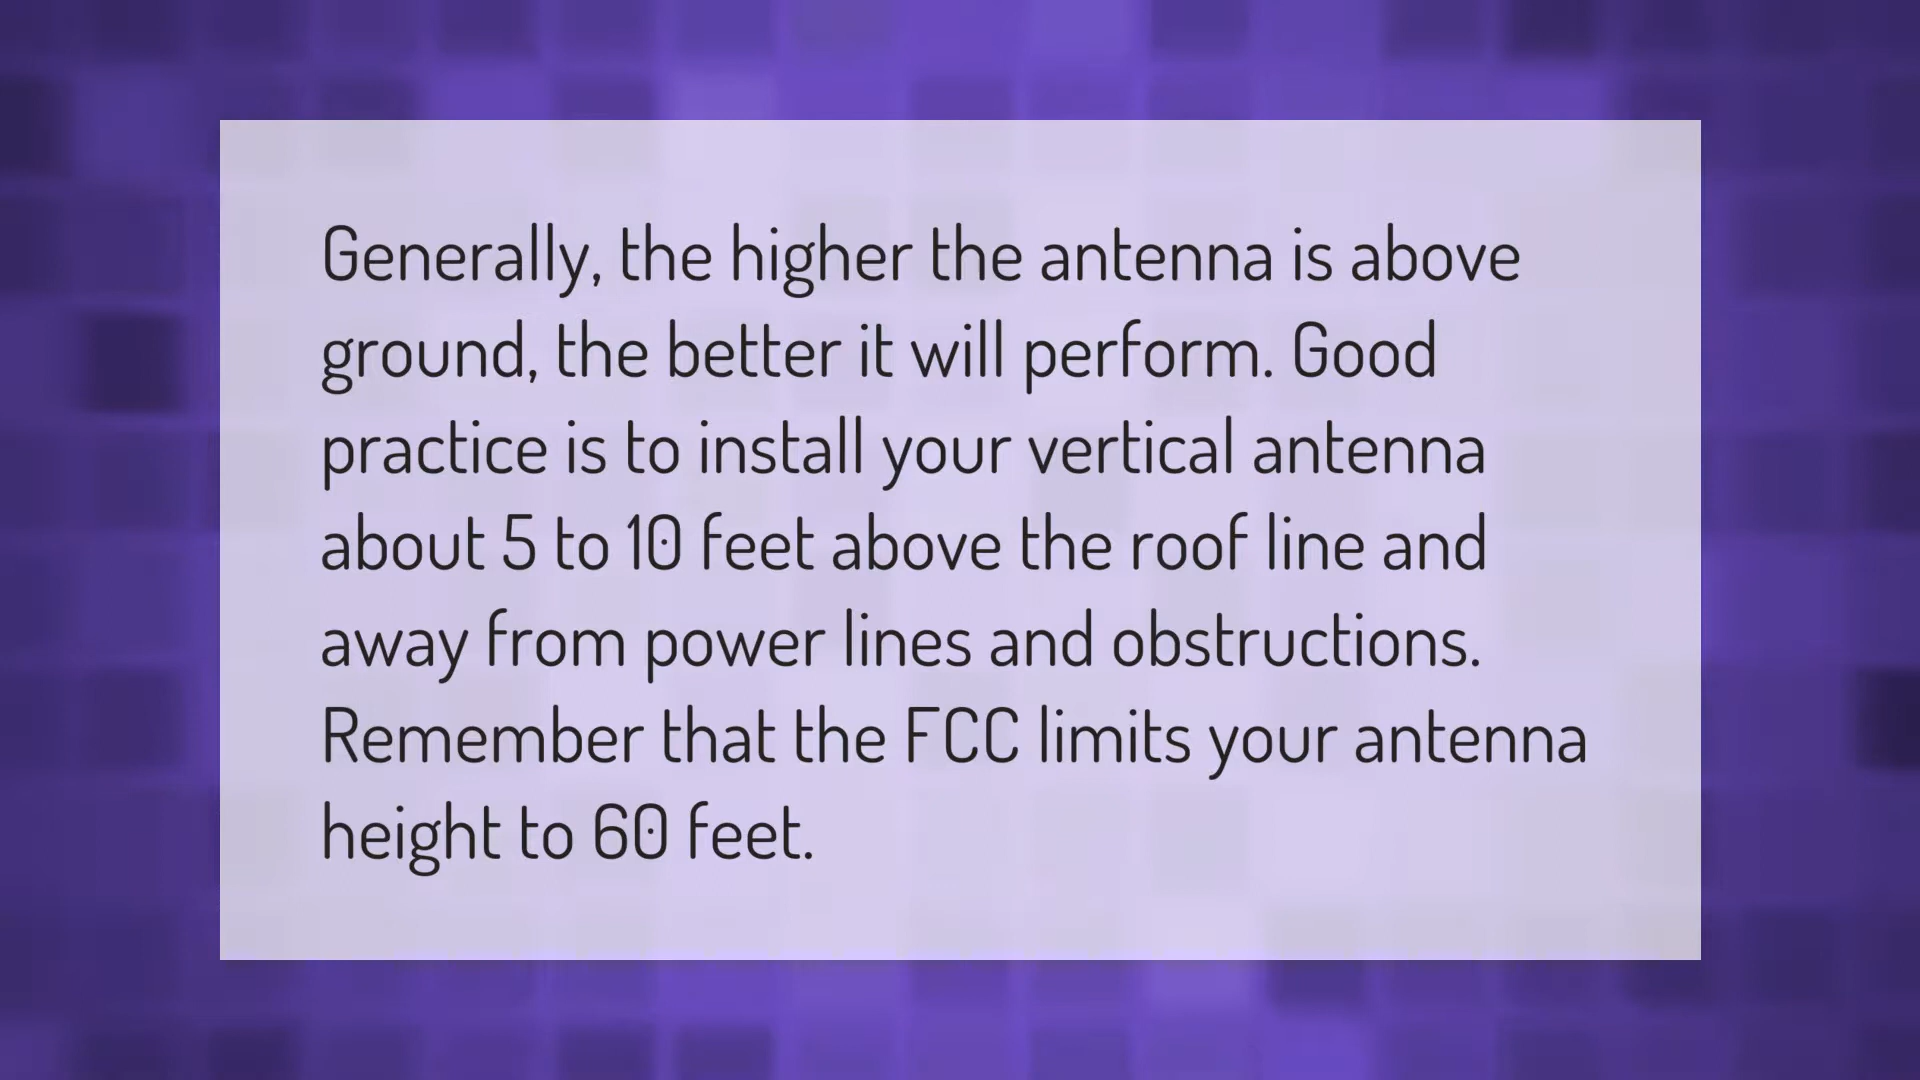 Generally, the higher the antenna is above
ground, the better it will perform. Good
practice is to install your vertical antenna
about 5 to 10 feet above the roof line and
away from power lines and obstructions.
Remember that the FCC limits your antenna
height to 60 feet.